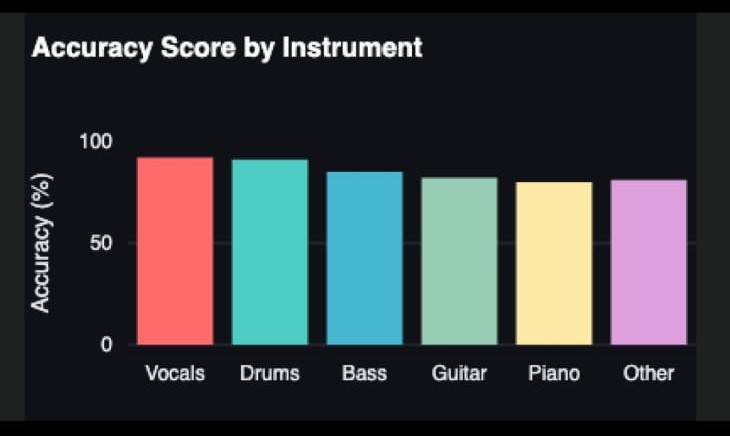 Accuracy Score by Instrument
100
50
0
Accuracy (%)
Vocals Drums Bass Guitar Piano Other